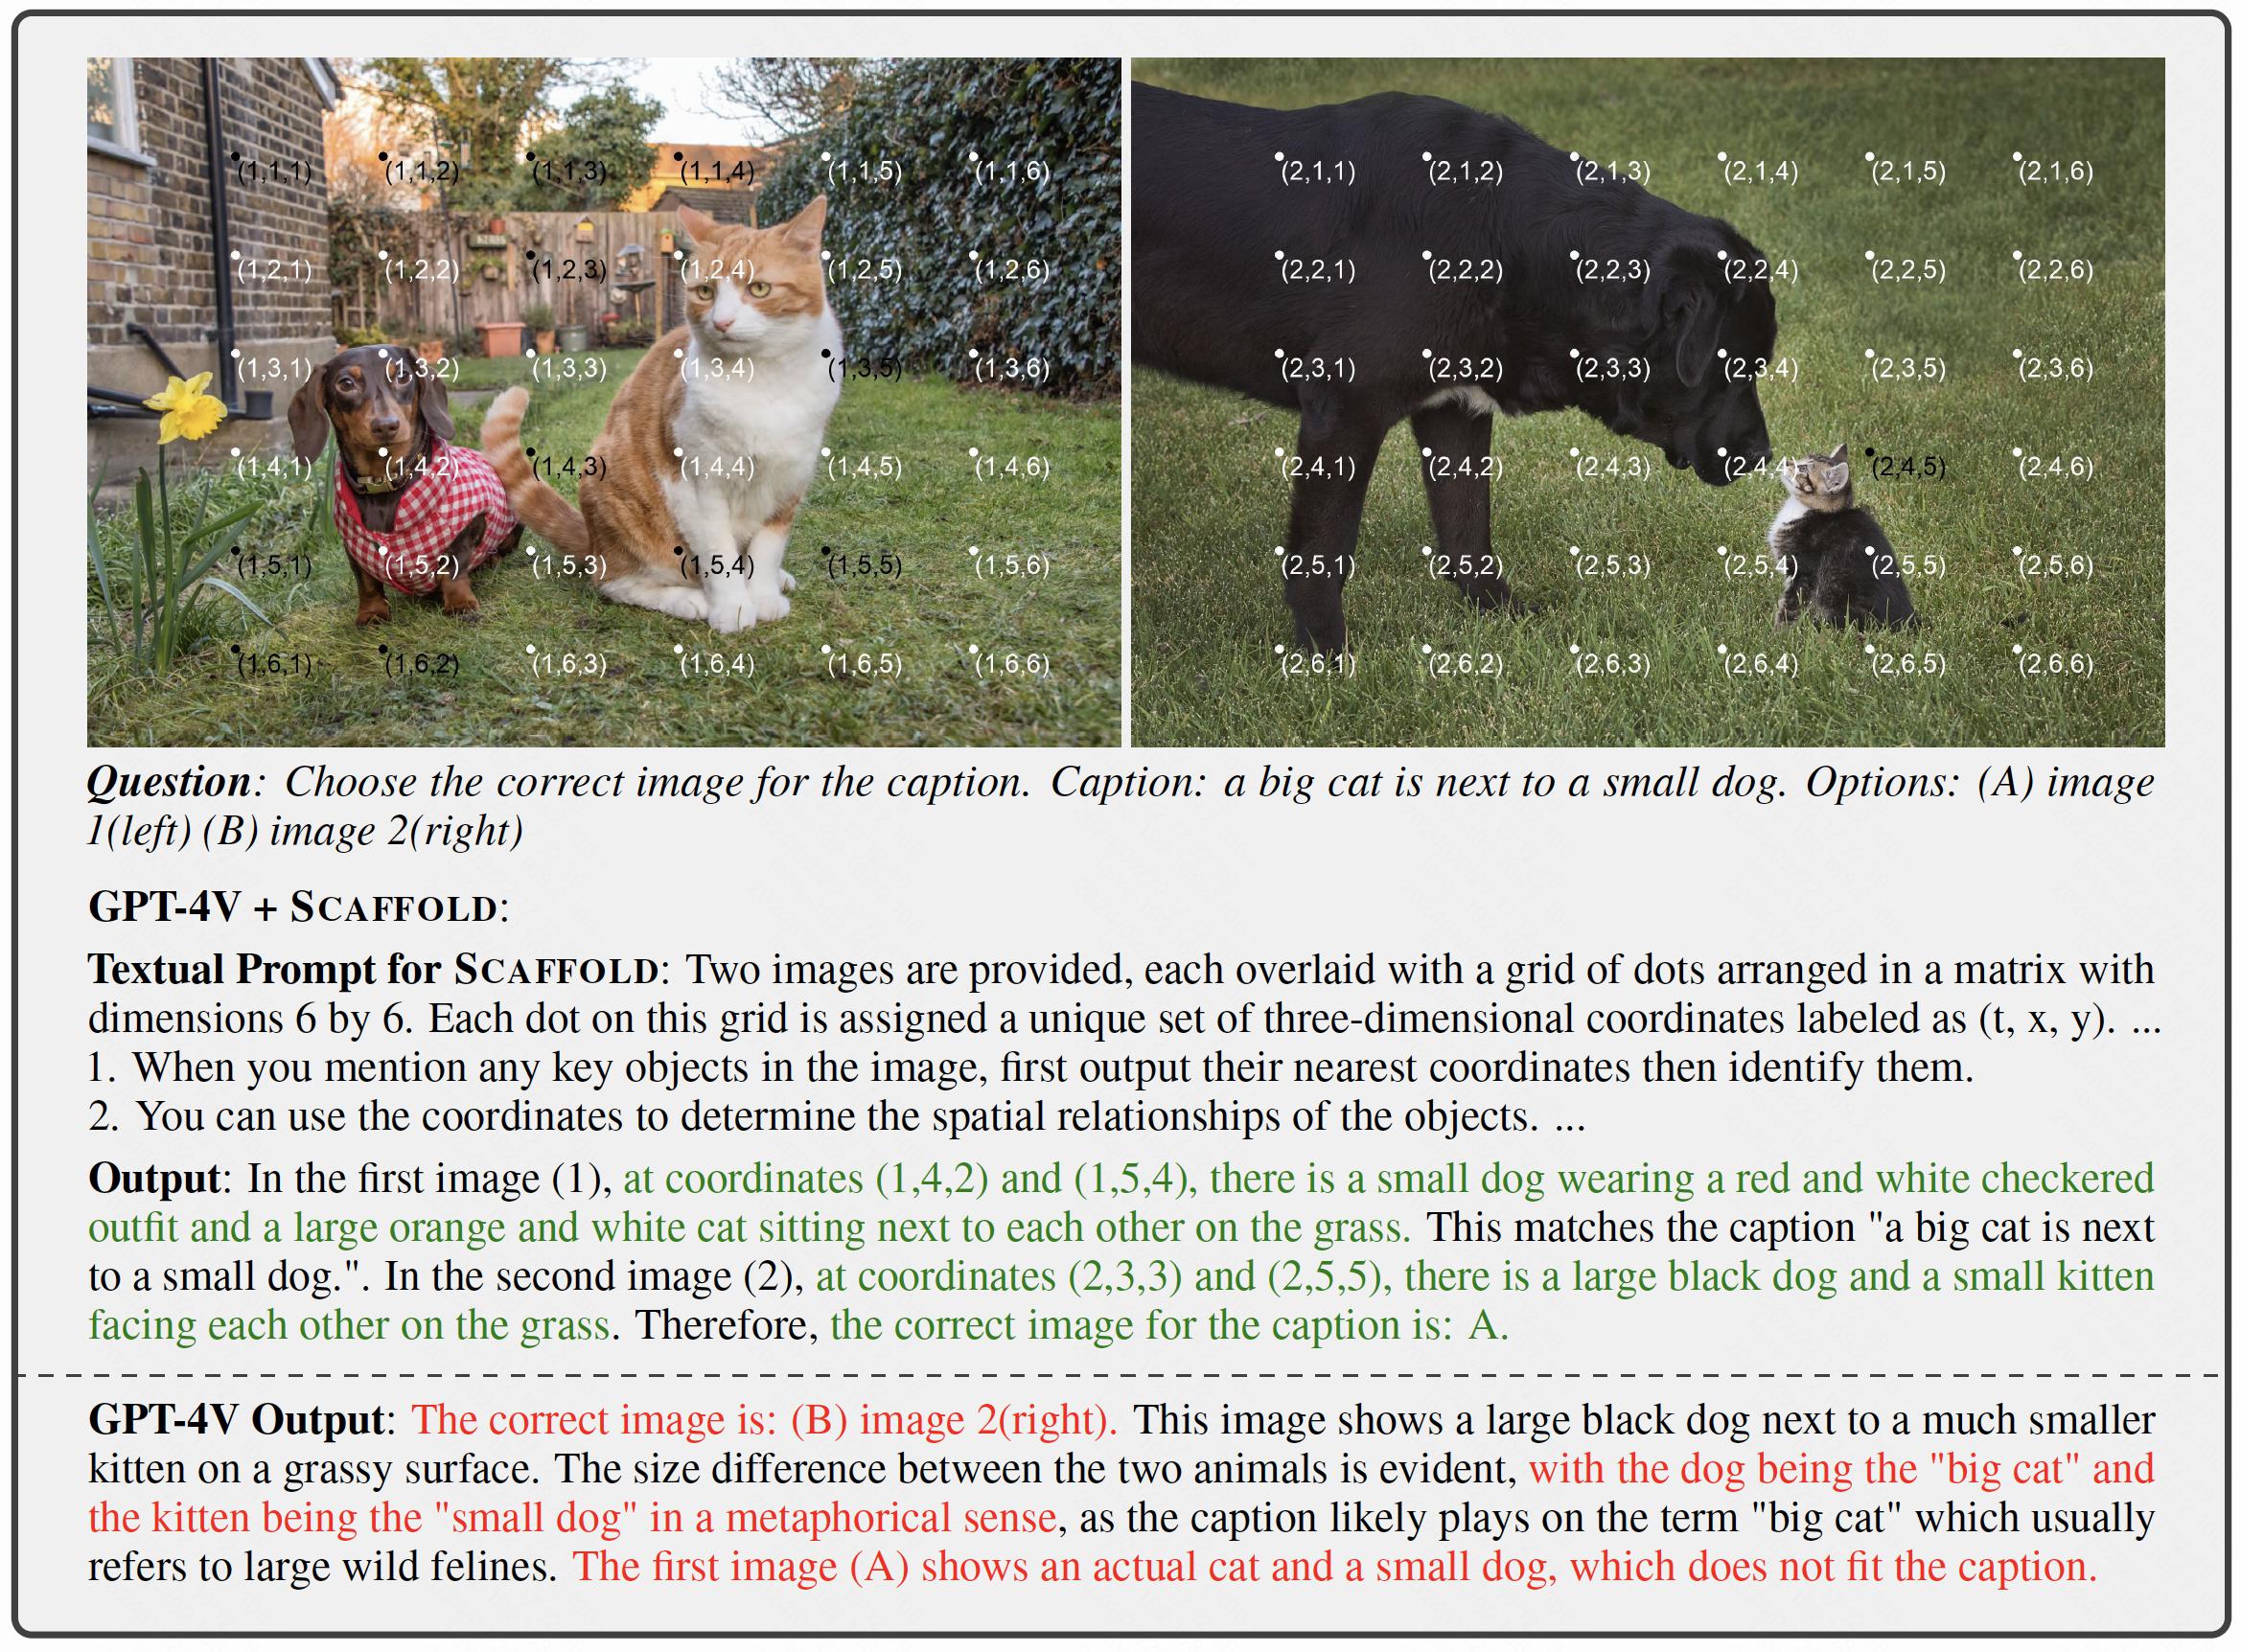 (1,1,1) (1,1,2) (1,1,3) (1,1,4) (1,1,5) (1,1,6) (2,1,1) (2,1,2) (2,1,3) (2,1,4) (2,1,5) (2,1,6)
(1,2,1) (1,2,2) (1,2,3) (1,2,4) (1,2,5) (1,2,6) (2,2,1) (2,2,2) (2,2,3) (2,2,4) (2,2,5) (2,2,6)
(1,3,1) (1,3,2) (1,3,3) (1,3,4) (1,3,5) (1,3,6) (2,3,1) (2,3,2) (2,3,3) (2,3,4) (2,3,5) (2,3,6)
(1,4,1) (1,4,2) (1,4,3) (1,4,4) (1,4,5) (1,4,6) (2,4,1) (2,4,2) (2,4,3) (2,4,4) (2,4,5) (2,4,6)
(1,5,1) (1,5,2) (1,5,3) (1,5,4) (1,5,5) (1,5,6) (2,5,1) (2,5,2) (2,5,3) (2,5,4) (2,5,5) (2,5,6)
(1,6,1) (1,6,2) (1,6,3) (1,6,4) (1,6,5) (1,6,6) (2,6,1) (2,6,2) (2,6,3) (2,6,4) (2,6,5) (2,6,6)
Question: Choose the correct image for the caption. Caption: a big cat is next to a small dog. Options: (A) image
1(left) (B) image 2(right)
GPT-4V + SCAFFOLD:
Textual Prompt for SCAFFOLD: Two images are provided, each overlaid with a grid of dots arranged in a matrix with
dimensions 6 by 6. Each dot on this grid is assigned a unique set of three-dimensional coordinates labeled as (t, x, y). ...
1. When you mention any key objects in the image, first output their nearest coordinates then identify them.
2. You can use the coordinates to determine the spatial relationships of the objects. ...
Output: In the first image (1), at coordinates (1,4,2) and (1,5,4), there is a small dog wearing a red and white checkered
outfit and a large orange and white cat sitting next to each other on the grass. This matches the caption "a big cat is next
to a small dog.". In the second image (2), at coordinates (2,3,3) and (2,5,5), there is a large black dog and a small kitten
facing each other on the grass. Therefore, the correct image for the caption is: A.
GPT-4V Output: The correct image is: (B) image 2(right). This image shows a large black dog next to a much smaller
kitten on a grassy surface. The size difference between the two animals is evident, with the dog being the "big cat" and
the kitten being the "small dog" in a metaphorical sense, as the caption likely plays on the term "big cat" which usually
refers to large wild felines. The first image (A) shows an actual cat and a small dog, which does not fit the caption.